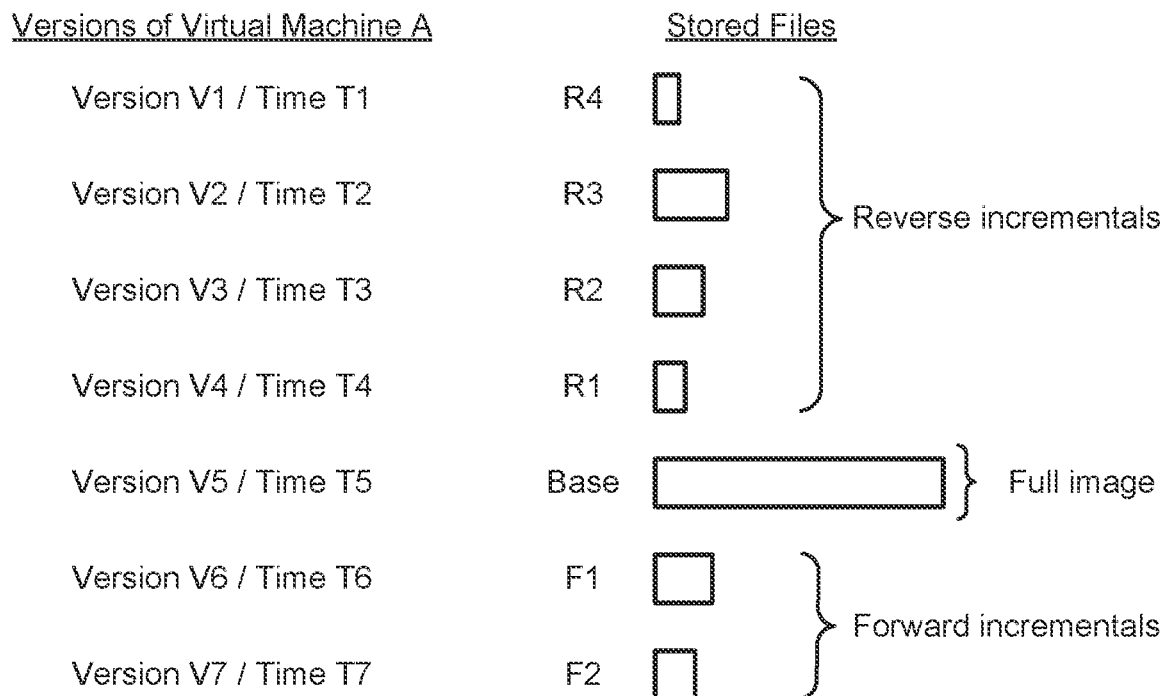 Versions of Virtual Machine A Stored Files
Version V1 / Time T1 R4
Version V2 / Time T2 R3
Reverse incrementals
Version V3 / Time T3 R2
Version V4 / Time T4 R1
Version V5 / Time T5 Base Full image
Version V6 / Time T6 F1
Forward incrementals
Version V7 / Time T7 F2